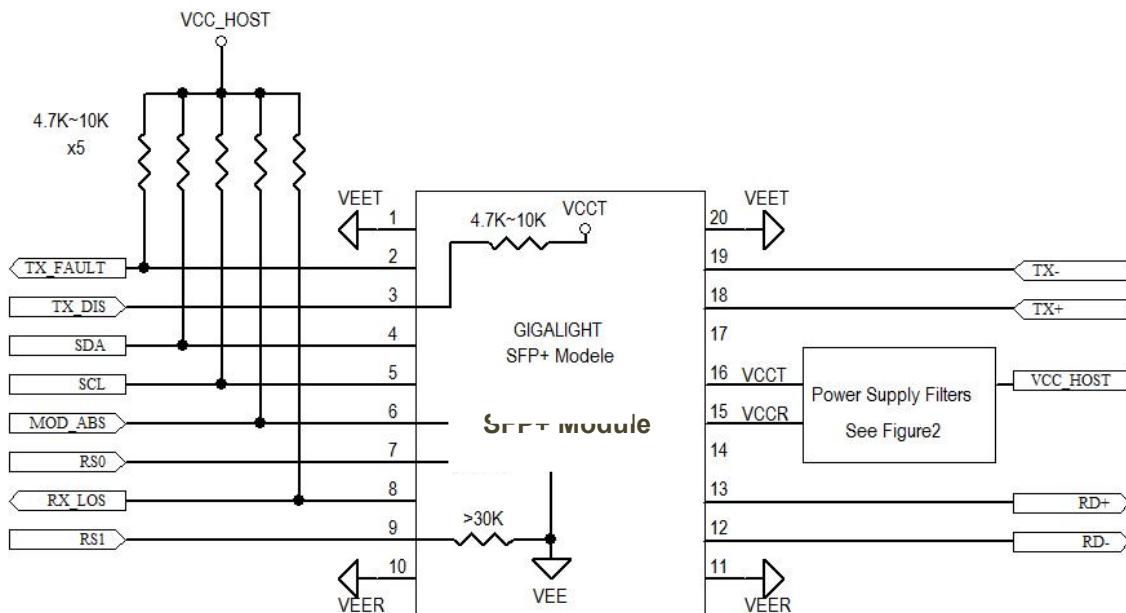 VCC_HOST
4.7K~10K
x5
VEET
1
4.7K~10K
VCCT
20
VEET
TX_FAULT
2
19
TX-
TX_DIS
3
18
TX+
SDA
4
GIGALIGHT
SFP+ Modele
17
SCL
5
16
VCCT
Power Supply Filters
See Figure2
VCC_HOST
MOD_ABS
6
SFP+ Module
15
VCCR
RS0
7
14
RX_LOS
8
13
RD+
RS1
9
>30K
12
RD-
10
VEER
VEE
11
VEER